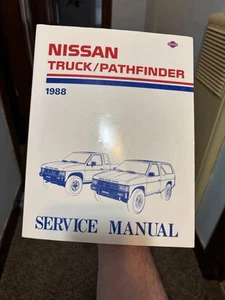 NISSAN
TRUCK/PATHFINDER
1988
SERVICE MANUAL